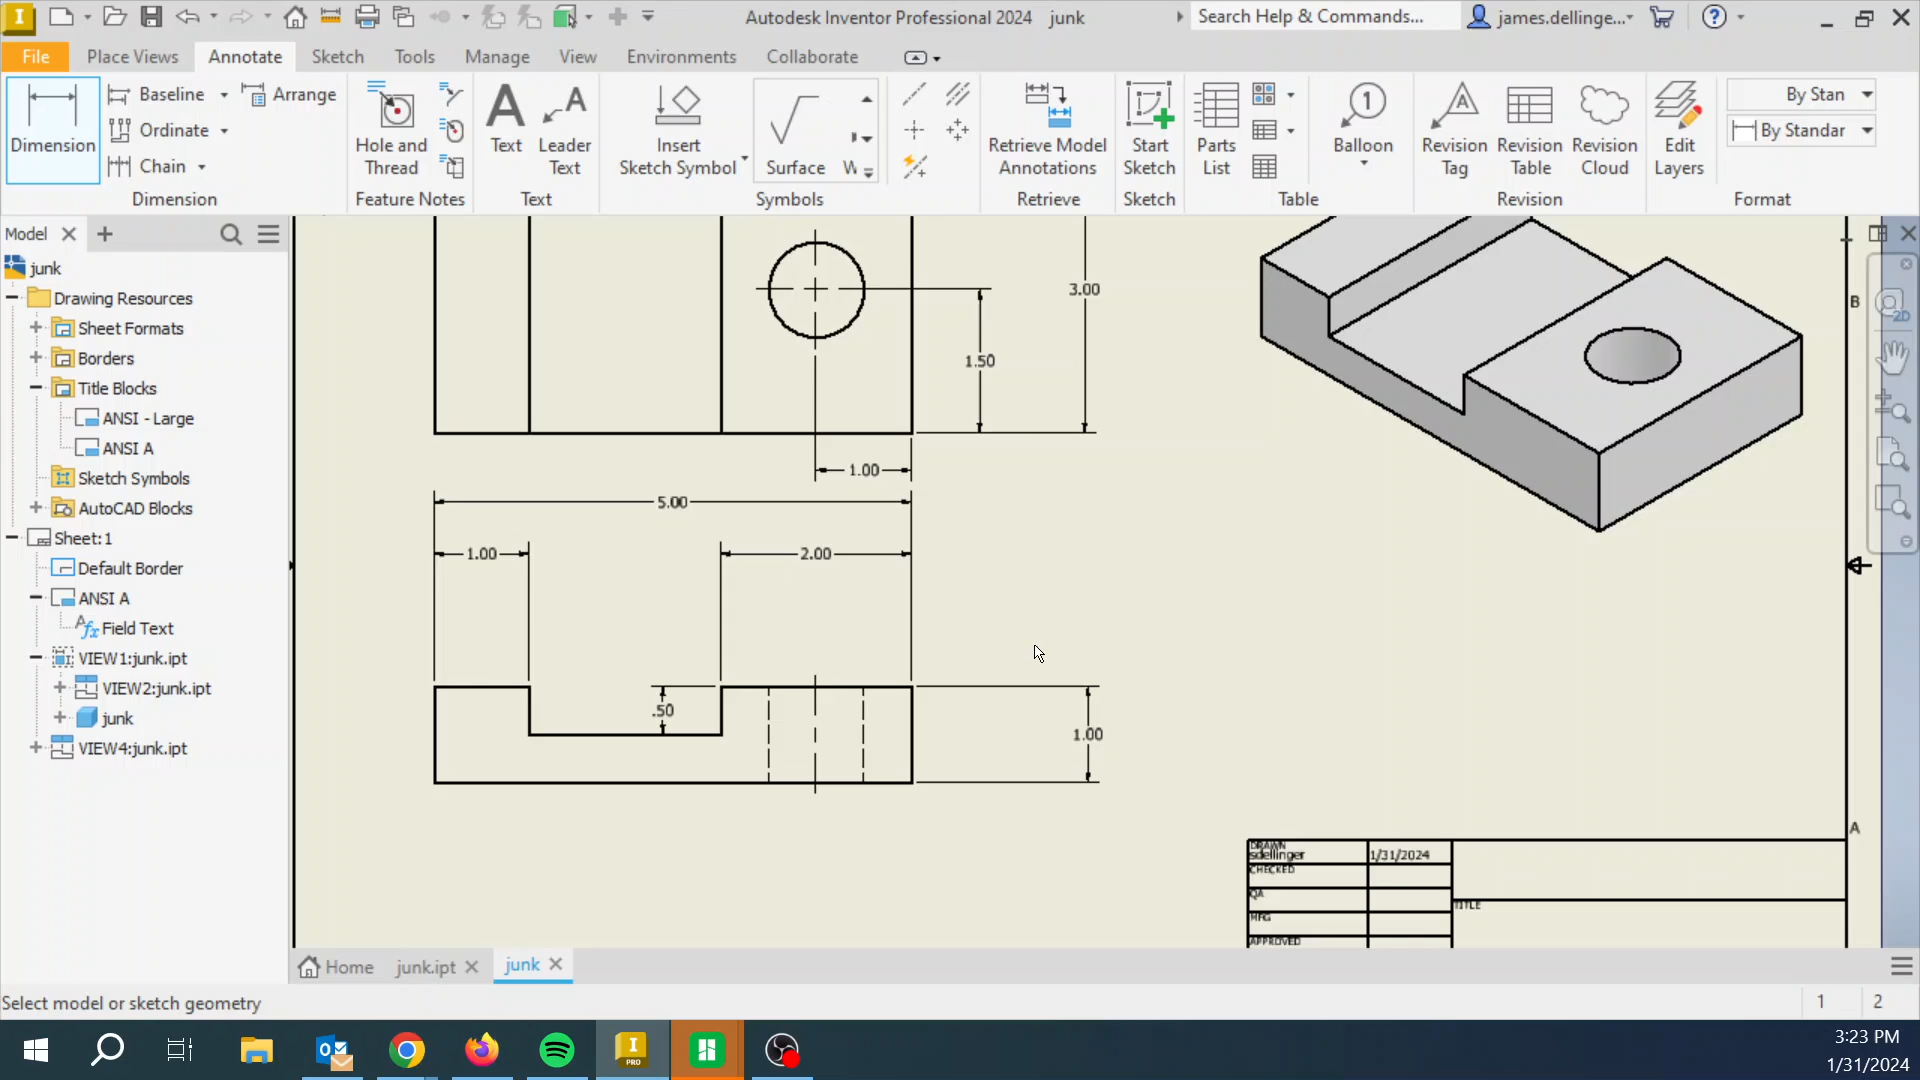 I Autodesk Inventor Professional 2024 junk Search Help & Commands... james.dellinge...
File Place Views Annotate Sketch Tools Manage View Environments Collaborate
Dimension
Baseline
Arrange
Ordinate
Chain
Dimension
Hole and
Thread
Feature Notes
Text
Leader
Text
Text
Insert
Sketch Symbol
Surface
Symbols
Retrieve Model
Annotations
Retrieve
Start
Sketch
Sketch
Parts
List
Table
Balloon
Revision
Tag
Revision
Table
Revision
Cloud
Revision
Edit
Layers
By Stan
By Standar
Format
Model
junk
Drawing Resources
Sheet Formats
Borders
Title Blocks
ANSI - Large
ANSI A
Sketch Symbols
AutoCAD Blocks
Sheet:1
Default Border
ANSI A
Field Text
VIEW1:junk.ipt
VIEW2:junk.ipt
junk
VIEW4:junk.ipt
3.00
1.50
1.00
5.00
1.00 2.00
.50
1.00
B
A
2D
DRAWN
sdellinger 1/31/2024
CHECKED
QA
TITLE
MFG
APPROVED
Home junk.ipt junk
Select model or sketch geometry 1 2
I PRO
3:23 PM
1/31/2024